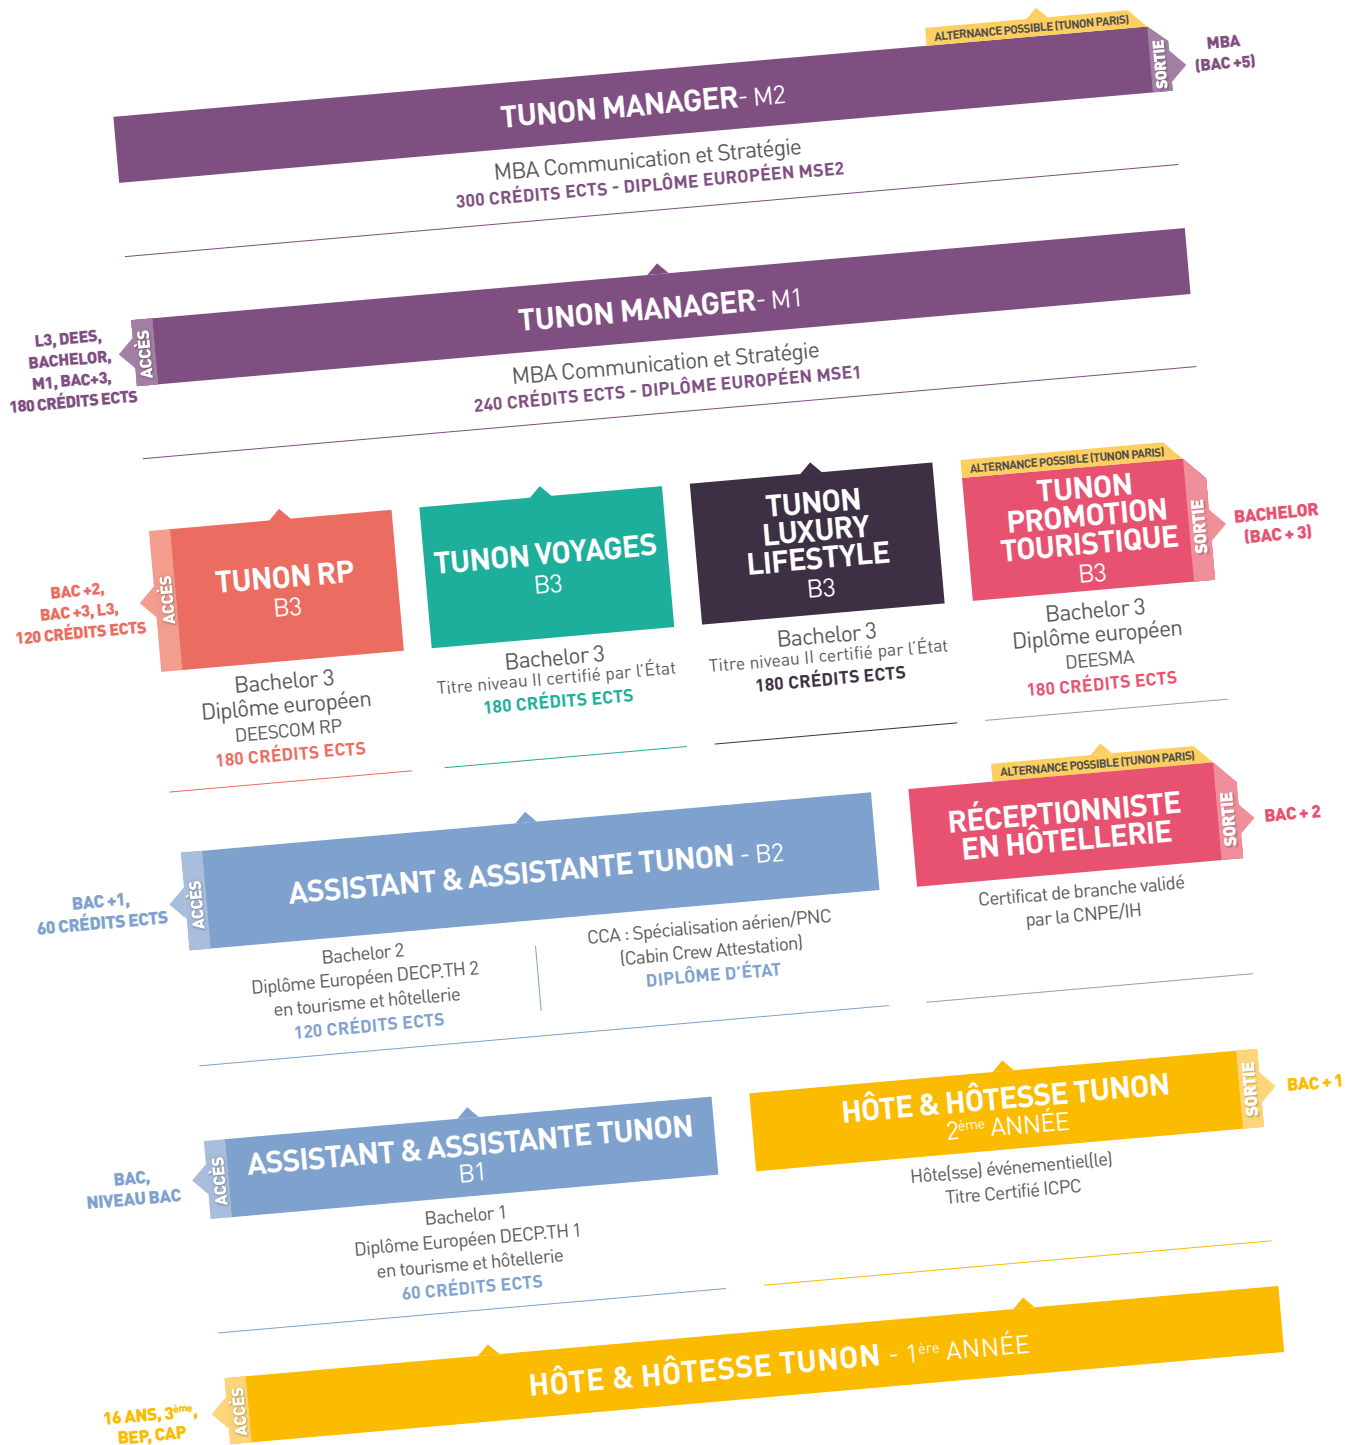 ALTERNANCE POSSIBLE (TUNON PARIS)
TUNON MANAGER- M2
SORTIE
MBA
(BAC +5)
MBA Communication et Stratégie
300 CRÉDITS ECTS - DIPLÔME EUROPÉEN MSE2
L3, DEES,
BACHELOR,
M1, BAC+3,
180 CRÉDITS ECTS
ACCÈS
TUNON MANAGER- M1
MBA Communication et Stratégie
240 CRÉDITS ECTS - DIPLÔME EUROPÉEN MSE1
BAC +2,
BAC +3, L3,
120 CRÉDITS ECTS
ACCÈS
TUNON RP
B3
Bachelor 3
Diplôme européen
DEESCOM RP
180 CRÉDITS ECTS
TUNON VOYAGES
B3
Bachelor 3
Titre niveau II certifié par l'État
180 CRÉDITS ECTS
TUNON
LUXURY
LIFESTYLE
B3
Bachelor 3
Titre niveau II certifié par l'État
180 CRÉDITS ECTS
ALTERNANCE POSSIBLE (TUNON PARIS)
TUNON
PROMOTION
TOURISTIQUE
B3
SORTIE
BACHELOR
(BAC + 3)
Bachelor 3
Diplôme européen
DEESMA
180 CRÉDITS ECTS
BAC +1,
60 CRÉDITS ECTS
ACCÈS
ASSISTANT & ASSISTANTE TUNON - B2
Bachelor 2
Diplôme Européen DECP.TH 2
en tourisme et hôtellerie
120 CRÉDITS ECTS
CCA : Spécialisation aérien/PNC
(Cabin Crew Attestation)
DIPLÔME D'ÉTAT
ALTERNANCE POSSIBLE (TUNON PARIS)
RÉCEPTIONNISTE
EN HÔTELLERIE
SORTIE
BAC + 2
Certificat de branche validé
par la CNPE/IH
BAC,
NIVEAU BAC
ACCÈS
ASSISTANT & ASSISTANTE TUNON
B1
Bachelor 1
Diplôme Européen DECP.TH 1
en tourisme et hôtellerie
60 CRÉDITS ECTS
HÔTE & HÔTESSE TUNON
2ème ANNÉE
SORTIE
BAC + 1
Hôte(sse) événementiel(le)
Titre Certifié ICPC
16 ANS, 3ème,
BEP, CAP
ACCÈS
HÔTE & HÔTESSE TUNON - 1ère ANNÉE